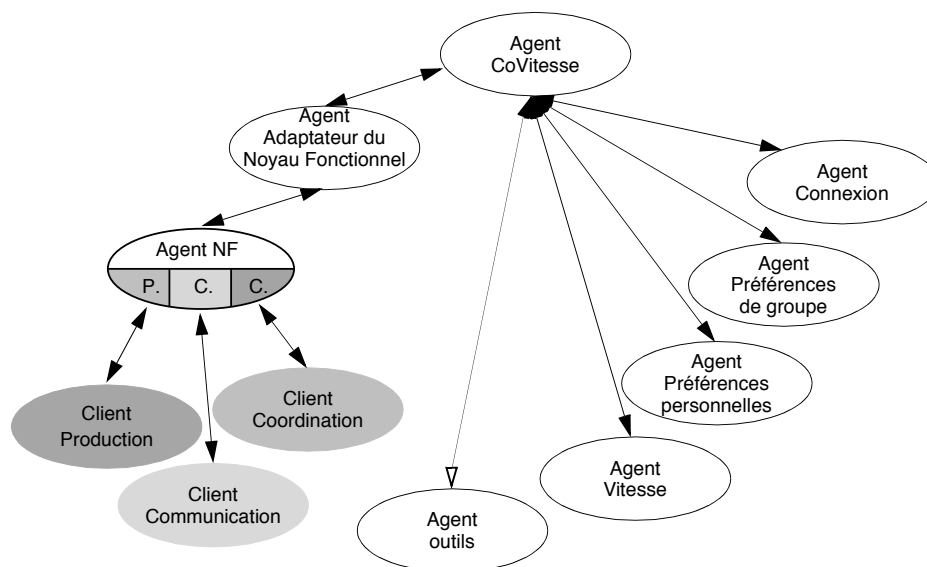 Agent
CoVitesse
Agent
Adaptateur du
Noyau Fonctionnel
Agent
Connexion
Agent NF
P. C. C.
Agent
Préférences
de groupe
Agent
Préférences
personnelles
Client
Production
Client
Coordination
Agent
Vitesse
Client
Communication
Agent
outils